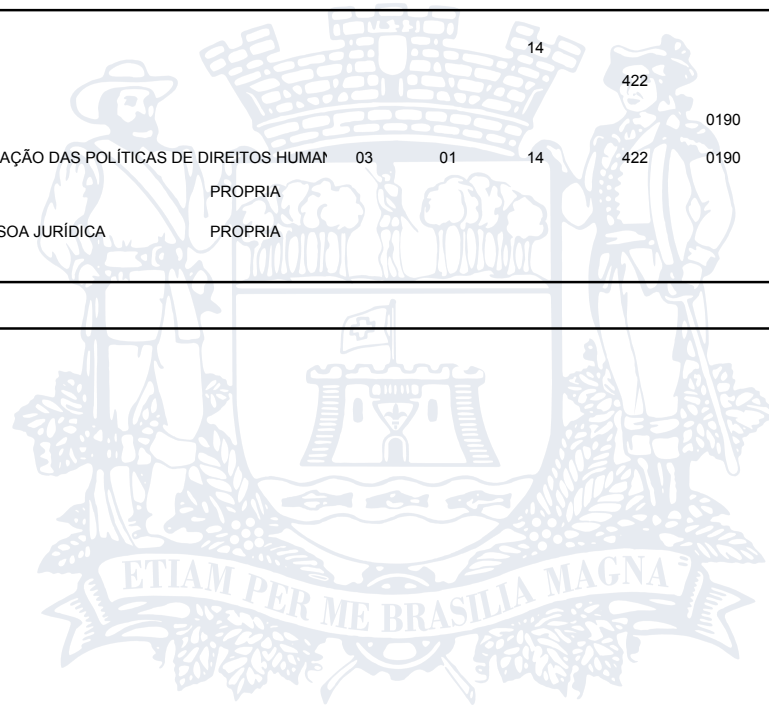 14
422
0190
AÇÃO DAS POLÍTICAS DE DIREITOS HUMAN 03 01 14 422 0190
PROPRIA
SOA JURÍDICA PROPRIA
ETIAM PER ME BRASILIA MAGNA